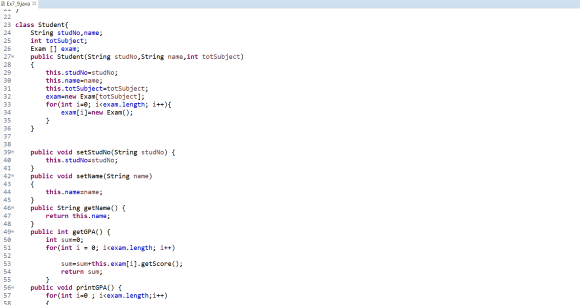 Ex7_9.java
21 }
22
23 class Student{
24 String studNo,name;
25 int totSubject;
26 Exam [] exam;
27 public Student(String studNo,String name,int totSubject)
28 {
29 this.studNo=studNo;
30 this.name=name;
31 this.totSubject=totSubject;
32 exam=new Exam[totSubject];
33 for(int i=0; i<exam.length; i++){
34 exam[i]=new Exam();
35 }
36 }
37
38
39 public void setStudNo(String studNo) {
40 this.studNo=studNo;
41 }
42 public void setName(String name)
43 {
44 this.name=name;
45 }
46 public String getName() {
47 return this.name;
48 }
49 public int getGPA() {
50 int sum=0;
51 for(int i = 0; i<exam.length; i++)
52
53 sum=sum+this.exam[i].getScore();
54 return sum;
55 }
56 public void printGPA() {
57 for(int i=0 ; i<exam.length;i++)
58 {